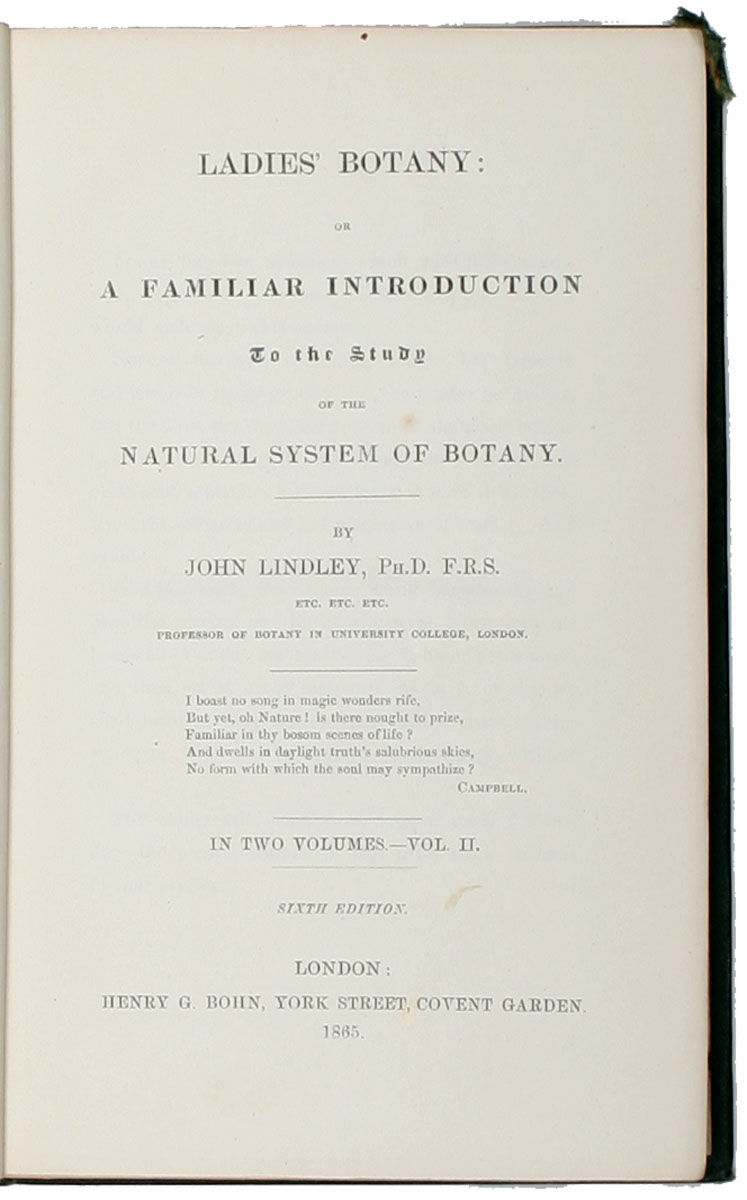 LADIES' BOTANY:
OR
A FAMILIAR INTRODUCTION
To the Study
OF THE
NATURAL SYSTEM OF BOTANY.
BY
JOHN LINDLEY, PH.D. F.R.S.
ETC. ETC. ETC.
PROFESSOR OF BOTANY IN UNIVERSITY COLLEGE, LONDON.
I boast no song in magic wonders rife,
But yet, oh Nature! is there nought to prize,
Familiar in thy bosom scenes of life?
And dwells in daylight truth's salubrious skies,
No form with which the soul may sympathize?
CAMPBELL.
IN TWO VOLUMES.—VOL. II.
SIXTH EDITION.
LONDON:
HENRY G. BOHN, YORK STREET, COVENT GARDEN.
1865.